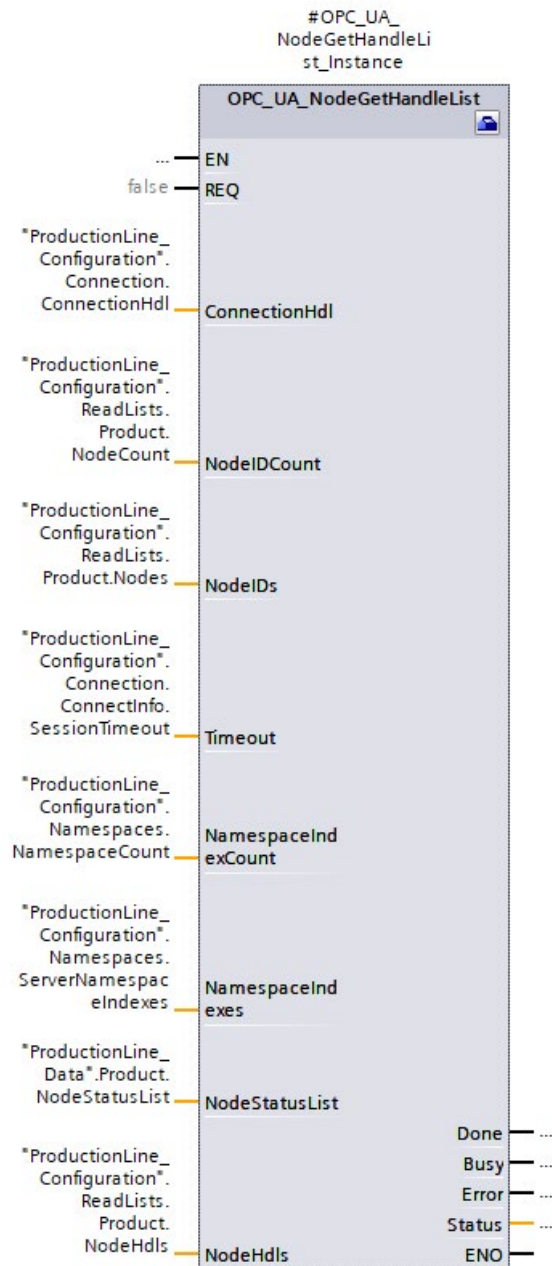 #OPC_UA_
NodeGetHandleLi
st_Instance
OPC_UA_NodeGetHandleList
... EN
false REQ
"ProductionLine_
Configuration".
Connection.
ConnectionHdl
ConnectionHdl
"ProductionLine_
Configuration".
ReadLists.
Product.
NodeCount
NodeIDCount
"ProductionLine_
Configuration".
ReadLists.
Product.Nodes
NodeIDs
"ProductionLine_
Configuration".
Connection.
ConnectInfo.
SessionTimeout
Timeout
"ProductionLine_
Configuration".
Namespaces.
NamespaceCount
NamespaceInd
exCount
"ProductionLine_
Configuration".
Namespaces.
ServerNamespac
eIndexes
NamespaceInd
exes
"ProductionLine_
Data".Product.
NodeStatusList
NodeStatusList
Done ...
Busy ...
Error ...
Status ...
"ProductionLine_
Configuration".
ReadLists.
Product.
NodeHdls
NodeHdls
ENO